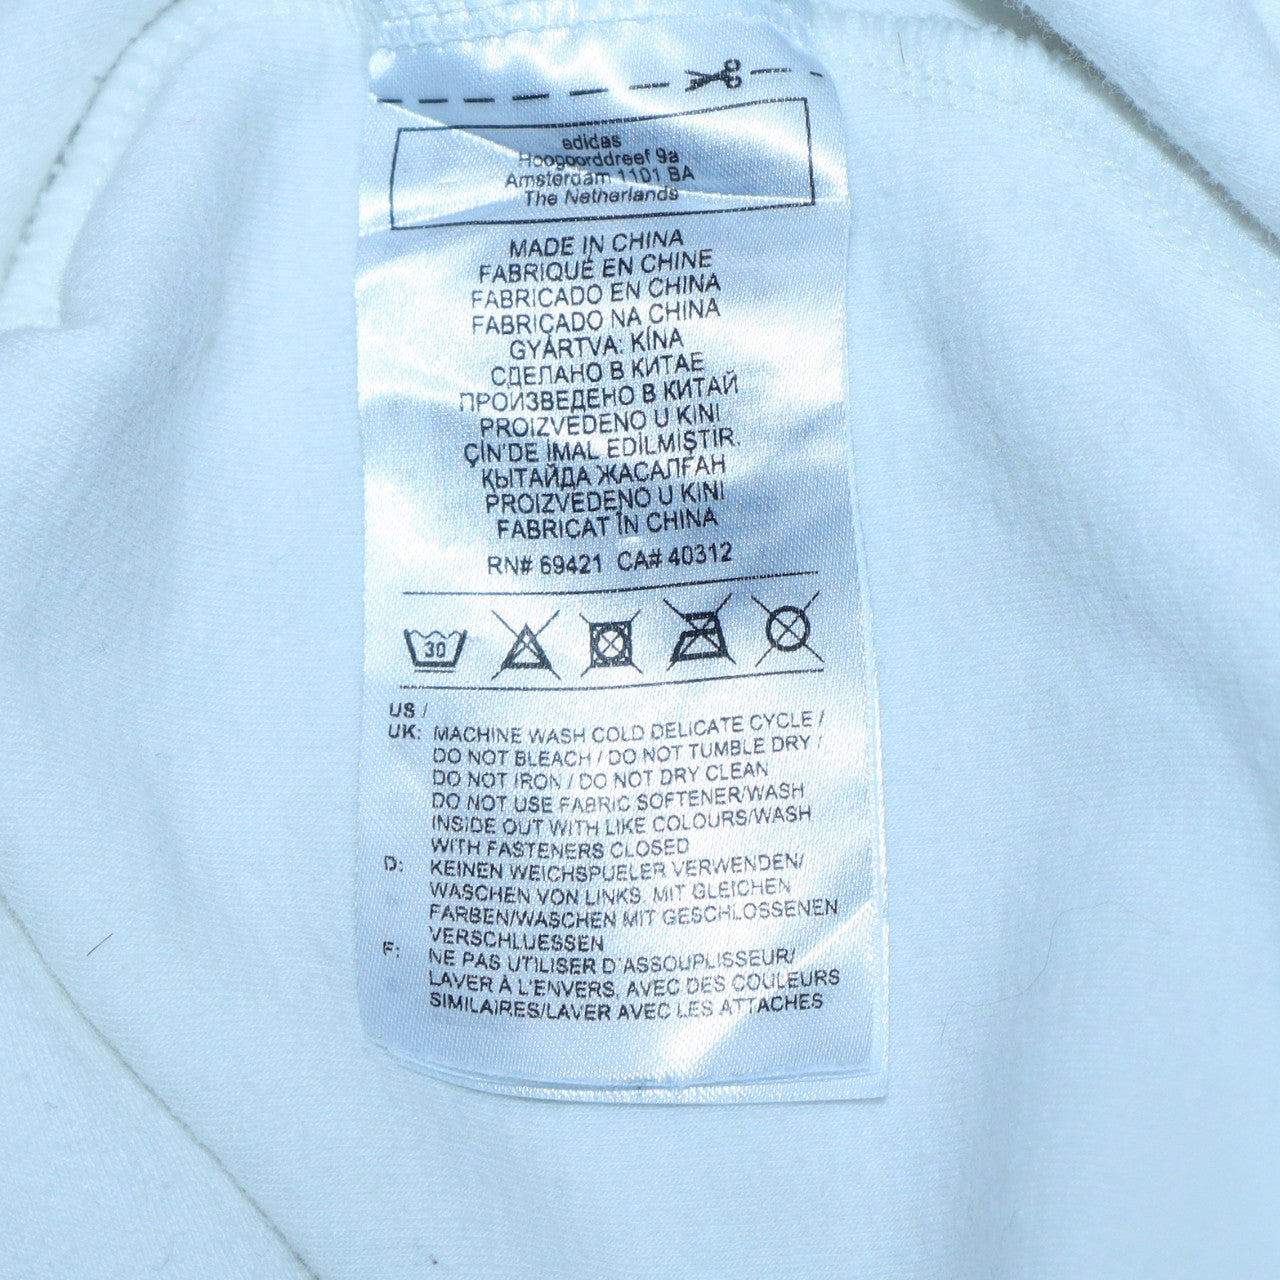 adidas
Hoogoorddreef 9a
Amsterdam 1101 BA
The Netherlands
MADE IN CHINA
FABRIQUÉ EN CHINE
FABRICADO EN CHINA
FABRICADO NA CHINA
GYÁRTVA: KÍNA
СДЕЛАНО В КИТАЕ
ПРОИЗВЕДЕНО В КИТАЙ
PROIZVEDENO U KINI
ÇİN'DE İMAL EDİLMİŞTİR.
ҚЫТАЙДА ЖАСАЛҒАН
PROIZVEDENO U KINI
FABRICAT ÎN CHINA
RN# 69421 CA# 40312
30
US /
UK: MACHINE WASH COLD DELICATE CYCLE /
DO NOT BLEACH / DO NOT TUMBLE DRY /
DO NOT IRON / DO NOT DRY CLEAN
DO NOT USE FABRIC SOFTENER/WASH
INSIDE OUT WITH LIKE COLOURS/WASH
WITH FASTENERS CLOSED
D: KEINEN WEICHSPUELER VERWENDEN/
WASCHEN VON LINKS, MIT GLEICHEN
FARBEN/WASCHEN MIT GESCHLOSSENEN
VERSCHLUESSEN
F: NE PAS UTILISER D'ASSOUPLISSEUR/
LAVER À L'ENVERS, AVEC DES COULEURS
SIMILAIRES/LAVER AVEC LES ATTACHES